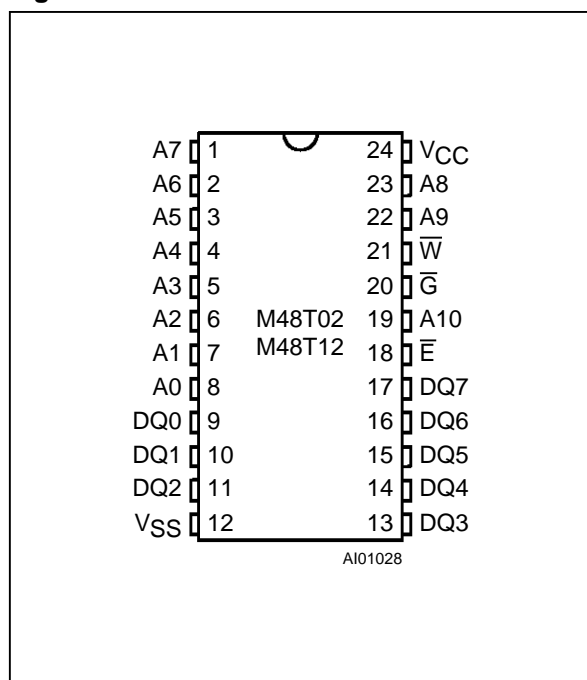 A7 1 24 VCC
A6 2 23 A8
A5 3 22 A9
A4 4 21 W̅
A3 5 20 G̅
A2 6 M48T02 19 A10
A1 7 M48T12 18 E̅
A0 8 17 DQ7
DQ0 9 16 DQ6
DQ1 10 15 DQ5
DQ2 11 14 DQ4
VSS 12 13 DQ3
AI01028